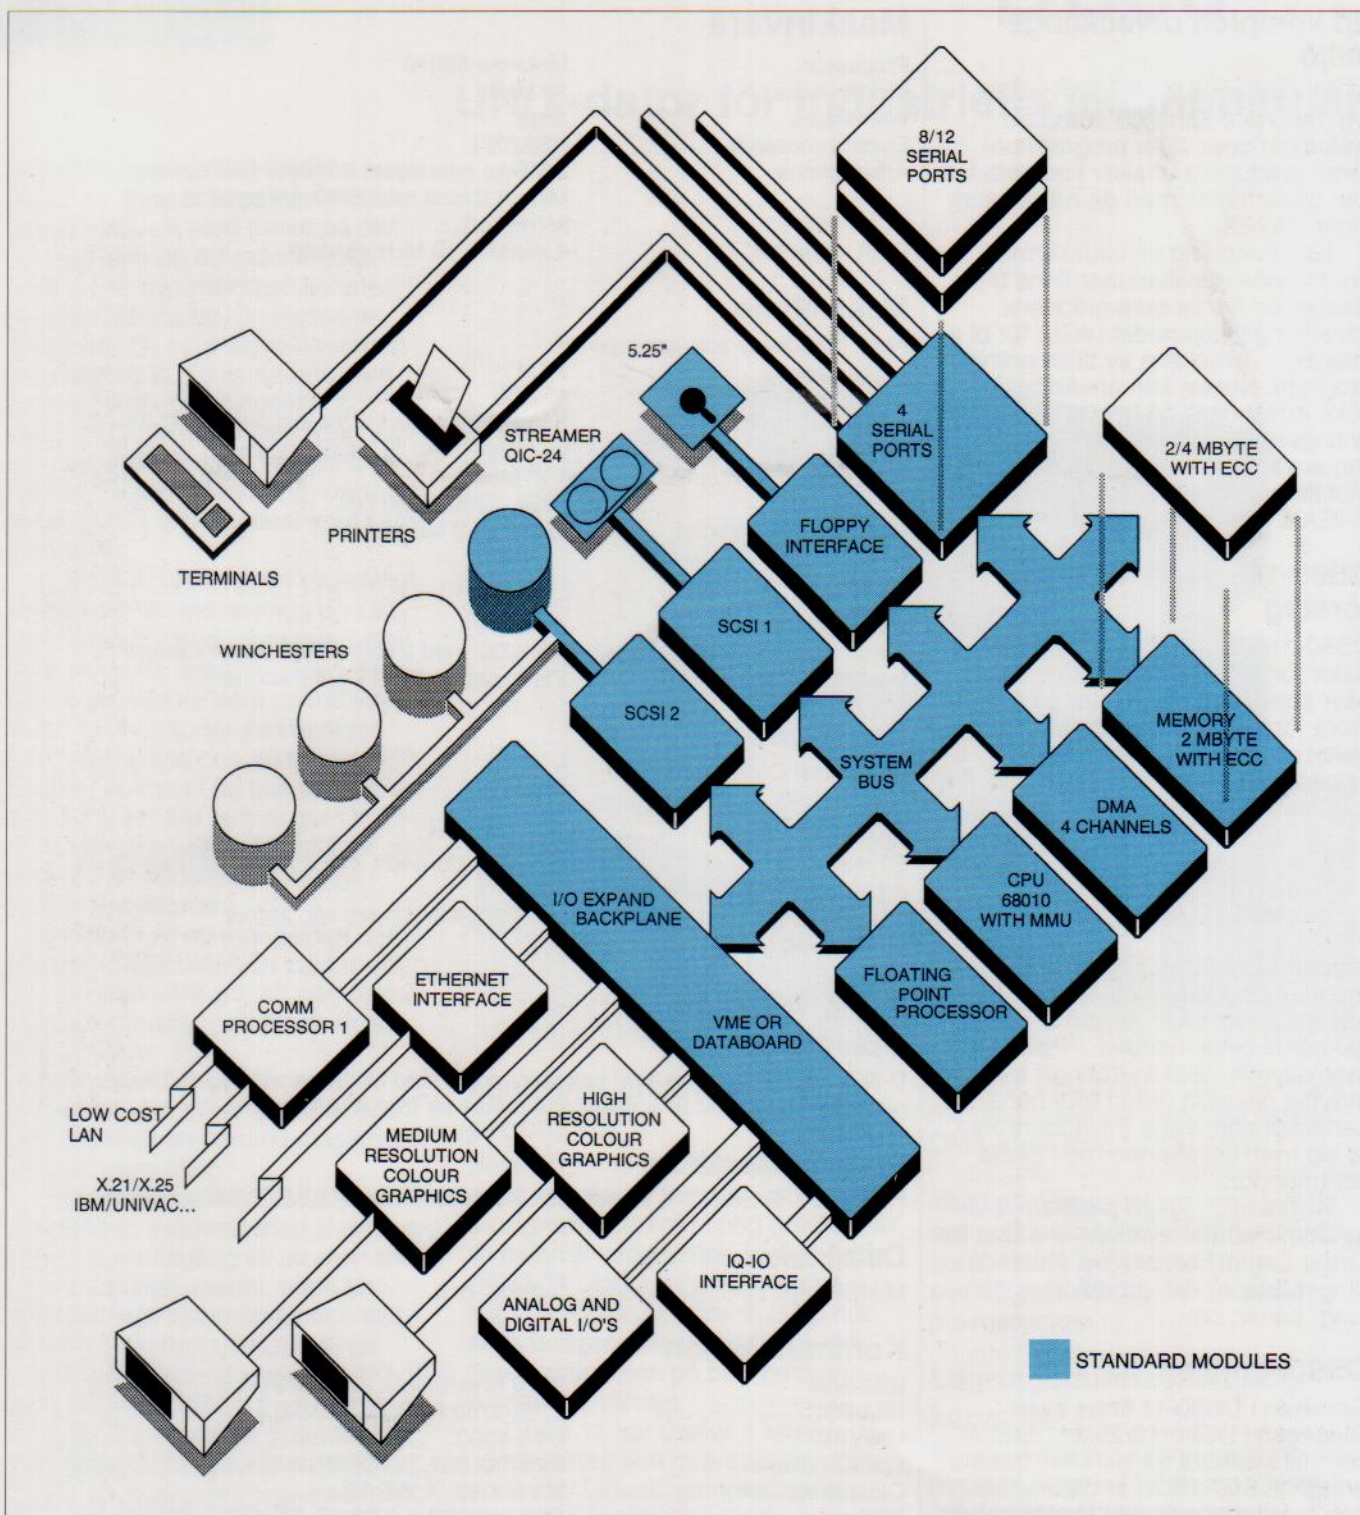 8/12
SERIAL
PORTS
5.25"
4
SERIAL
PORTS
STREAMER
QIC-24
2/4 MBYTE
WITH ECC
PRINTERS
FLOPPY
INTERFACE
TERMINALS
SCSI 1
WINCHESTERS
SCSI 2
MEMORY
2 MBYTE
WITH ECC
SYSTEM
BUS
DMA
4 CHANNELS
CPU
68010
WITH MMU
I/O EXPAND
BACKPLANE
FLOATING
POINT
PROCESSOR
ETHERNET
INTERFACE
COMM
PROCESSOR 1
VME OR
DATABOARD
LOW COST
LAN
HIGH
RESOLUTION
COLOUR
GRAPHICS
MEDIUM
RESOLUTION
COLOUR
GRAPHICS
X.21/X.25
IBM/UNIVAC...
IQ-IO
INTERFACE
ANALOG AND
DIGITAL I/O'S
STANDARD MODULES